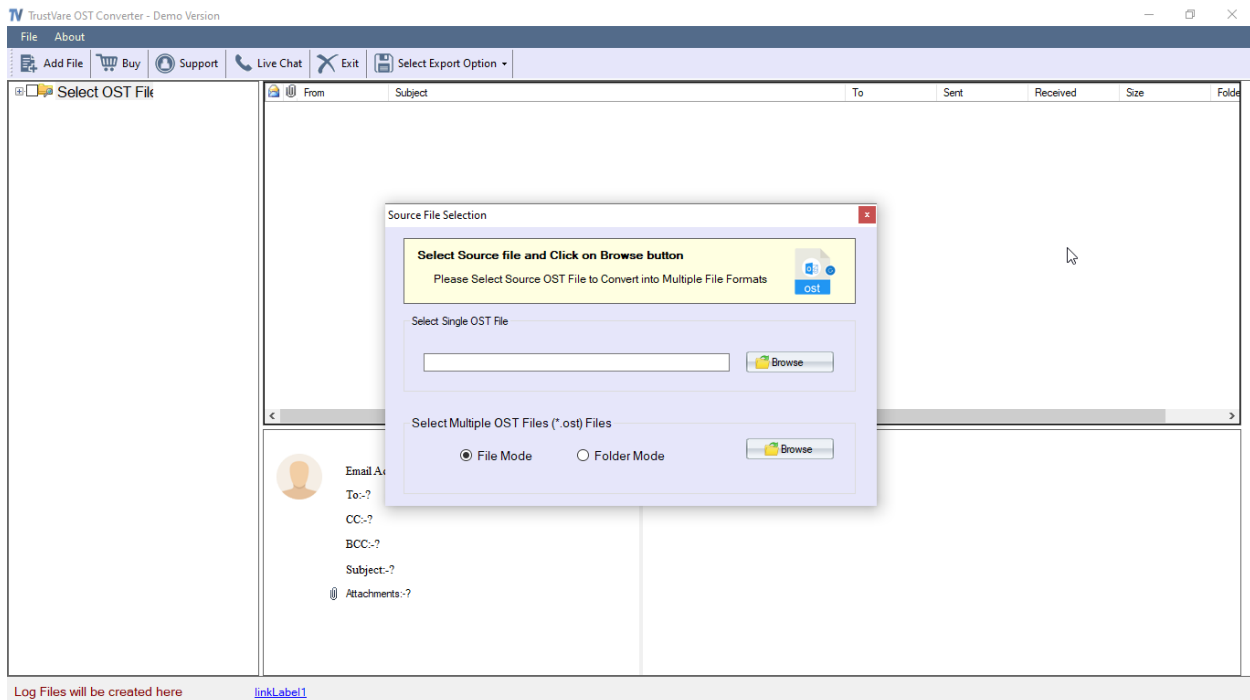 TrustVare OST Converter - Demo Version
File About
Add File Buy Support Live Chat Exit Select Export Option
Select OST File
From Subject To Sent Received Size Folde
Source File Selection
x
Select Source file and Click on Browse button
Please Select Source OST File to Convert into Multiple File Formats
ost
Select Single OST File
Browse
Select Multiple OST Files (*.ost) Files
File Mode Folder Mode Browse
Email Ad
To:-?
CC:-?
BCC:-?
Subject:-?
Attachments:-?
Log Files will be created here linkLabel1